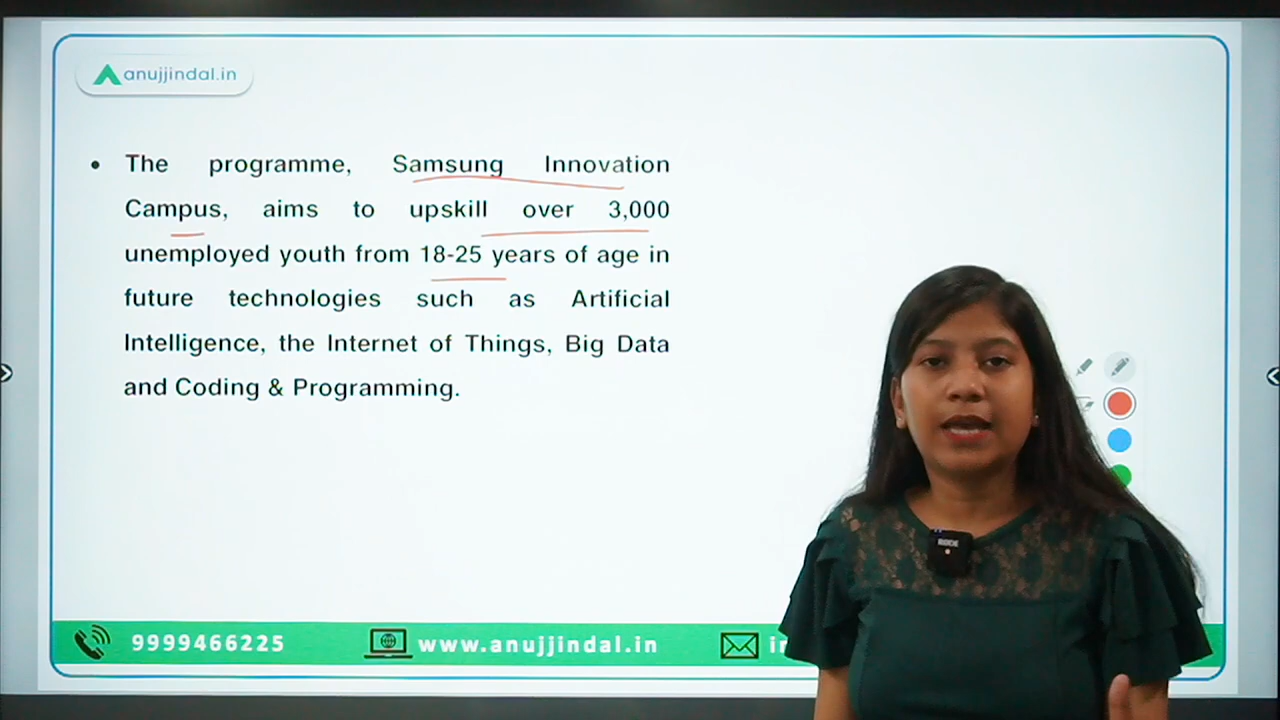 anujjindal.in
• The programme, Samsung Innovation
Campus, aims to upskill over 3,000
unemployed youth from 18-25 years of age in
future technologies such as Artificial
Intelligence, the Internet of Things, Big Data
and Coding & Programming.
9999466225
www.anujjindal.in